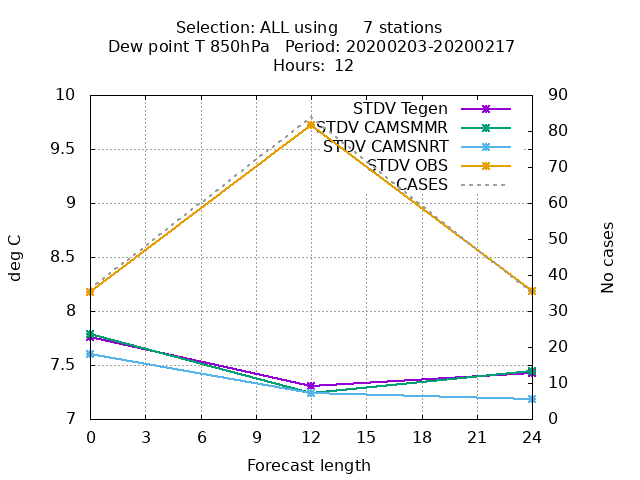 Selection: ALL using     7 stations
Dew point T 850hPa   Period: 20200203-20200217
Hours:  12
STDV Tegen
STDV CAMSMMR
STDV CAMSNRT
STDV OBS
CASES
10
9.5
9
8.5
8
7.5
7
90
80
70
60
50
40
30
20
10
0
deg C
No cases
0 3 6 9 12 15 18 21 24
Forecast length